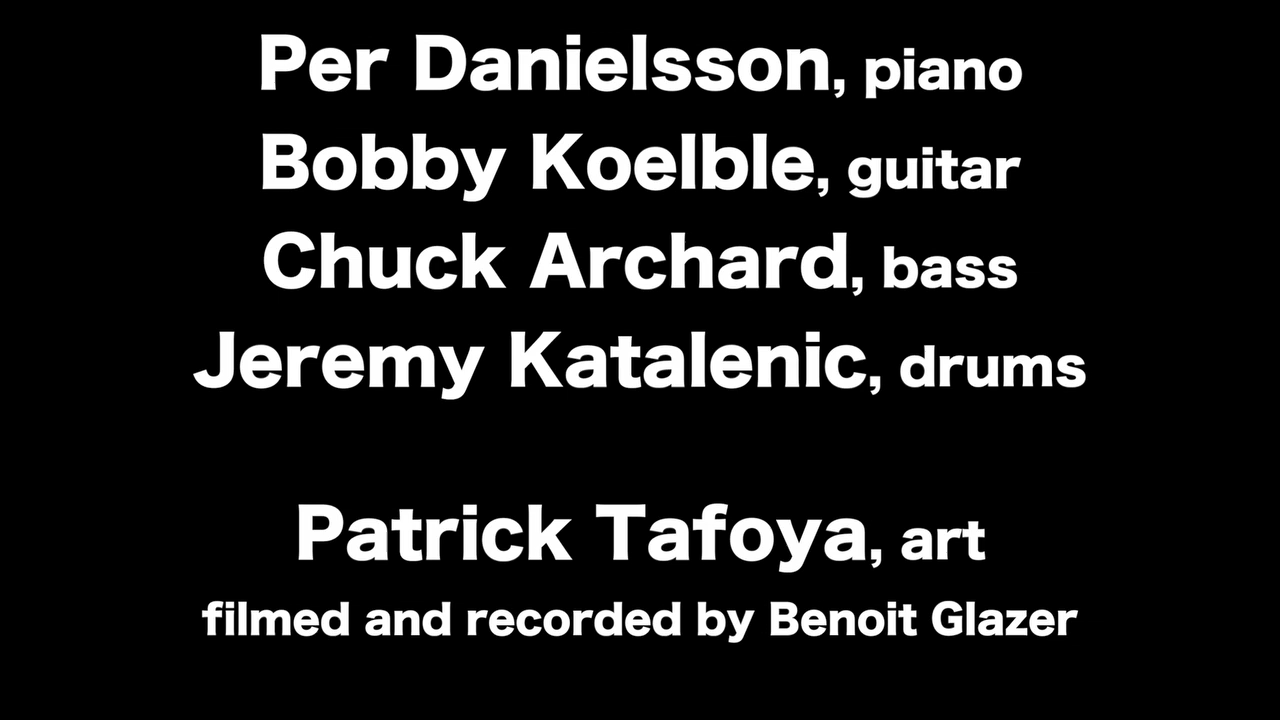 Per Danielsson, piano
Bobby Koelble, guitar
Chuck Archard, bass
Jeremy Katalenic, drums
Patrick Tafoya, art
filmed and recorded by Benoit Glazer